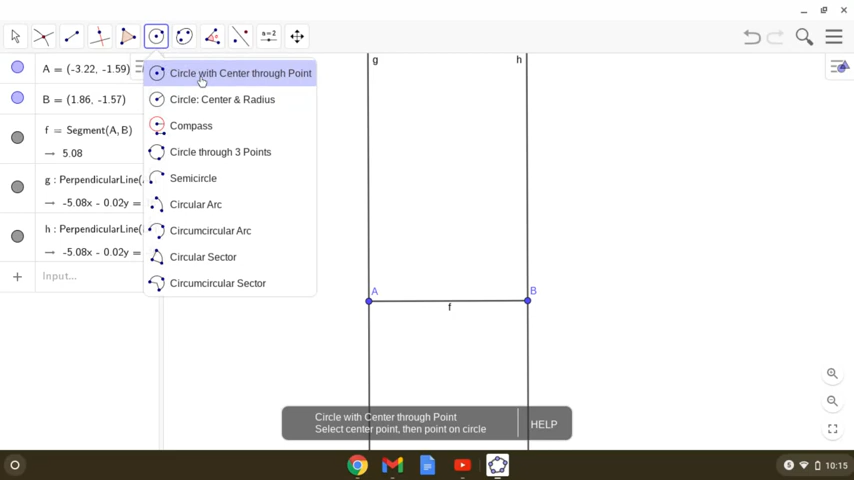 a=2
A = (-3.22, -1.59)
B = (1.86, -1.57)
f = Segment(A,B)
→ 5.08
g : PerpendicularLine(
→ -5.08x - 0.02y =
h : PerpendicularLine(
→ -5.08x - 0.02y =
+ Input...
Circle with Center through Point
Circle: Center & Radius
Compass
Circle through 3 Points
Semicircle
Circular Arc
Circumcircular Arc
Circular Sector
Circumcircular Sector
g
h
A
B
f
Circle with Center through Point
Select center point, then point on circle
HELP
10:15